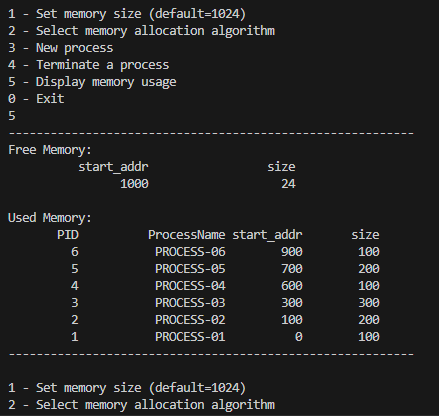 1 - Set memory size (default=1024)
2 - Select memory allocation algorithm
3 - New process
4 - Terminate a process
5 - Display memory usage
0 - Exit
5
----------------------------------------------------------
Free Memory:
          start_addr                 size
                1000                   24

Used Memory:
       PID          ProcessName start_addr       size
         6           PROCESS-06        900        100
         5           PROCESS-05        700        200
         4           PROCESS-04        600        100
         3           PROCESS-03        300        300
         2           PROCESS-02        100        200
         1           PROCESS-01          0        100
----------------------------------------------------------

1 - Set memory size (default=1024)
2 - Select memory allocation algorithm